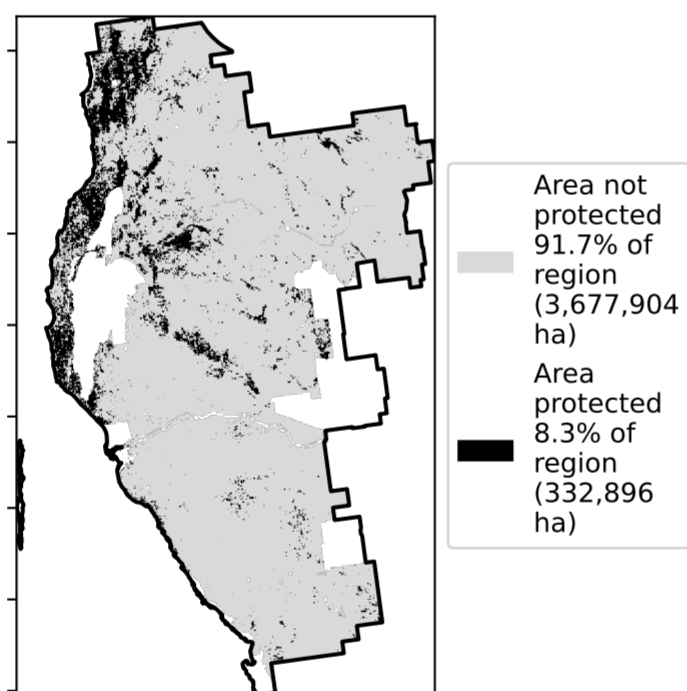 Area not
protected
91.7% of
region
(3,677,904
ha)
Area
protected
8.3% of
region
(332,896
ha)